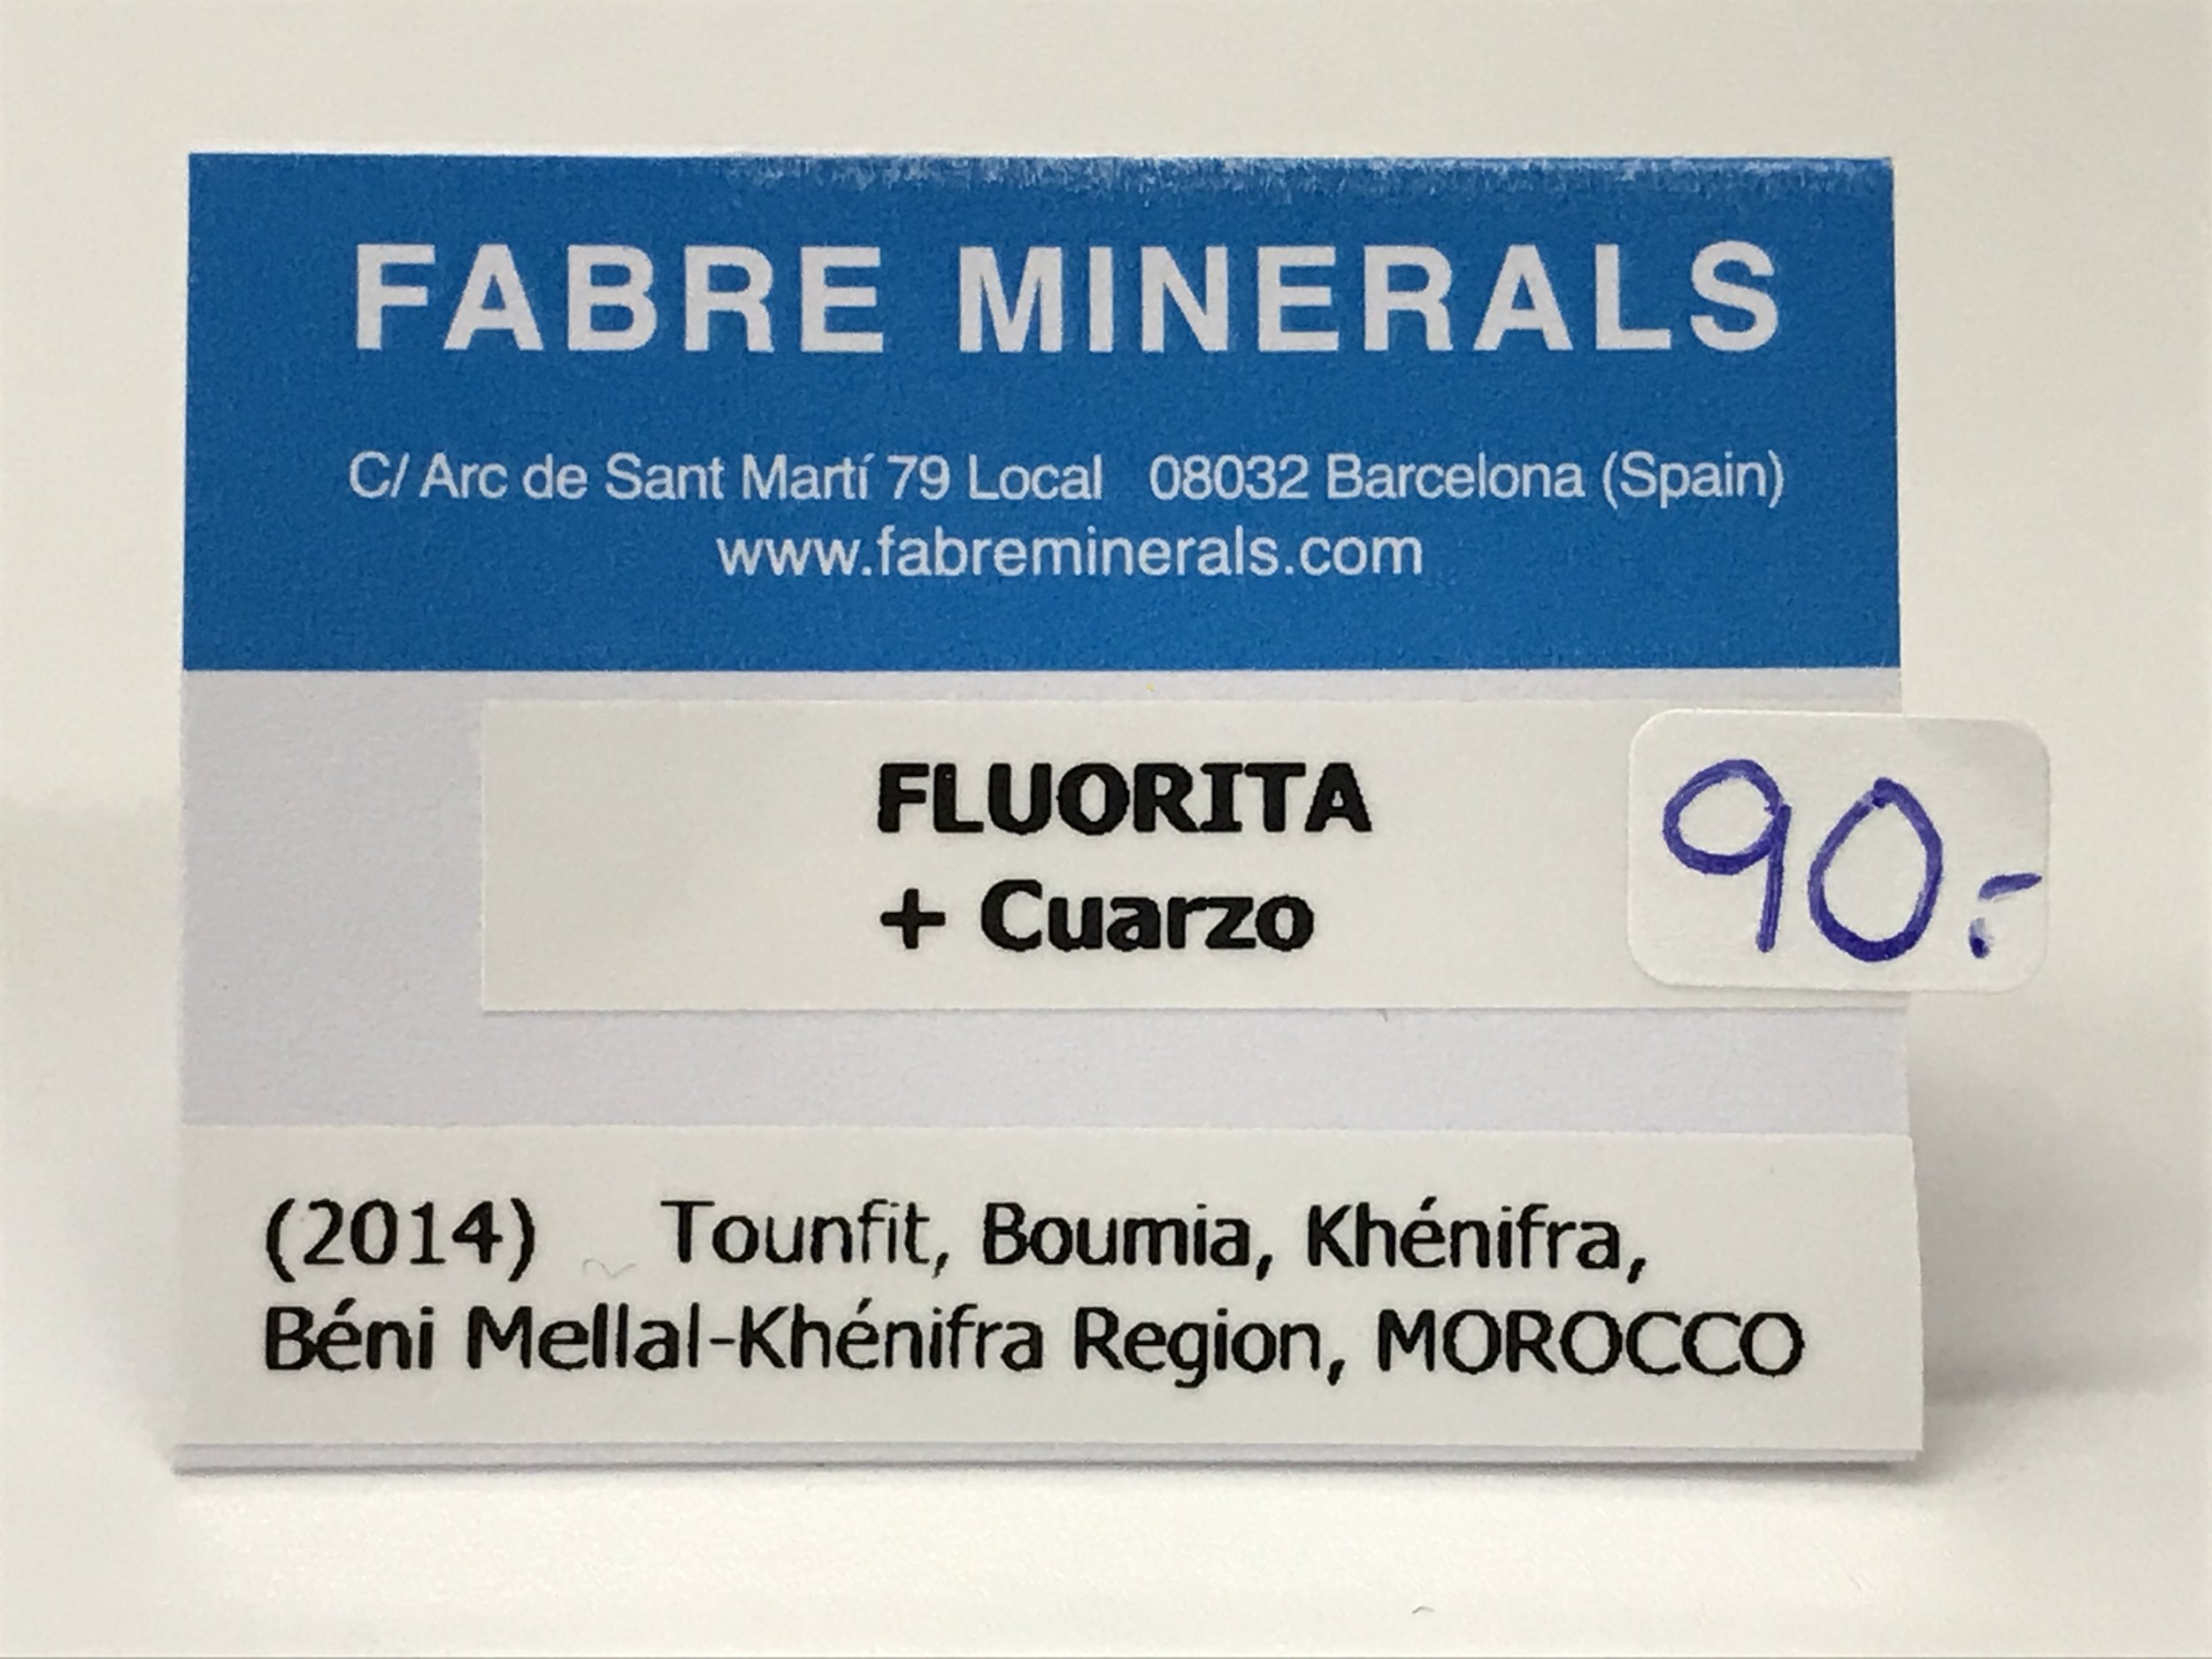 FABRE MINERALS
C/ Arc de Sant Martí 79 Local 08032 Barcelona (Spain)
www.fabreminerals.com
FLUORITA
+ Cuarzo
90.-
(2014) Tounfit, Boumia, Khénifra,
Béni Mellal-Khénifra Region, MOROCCO